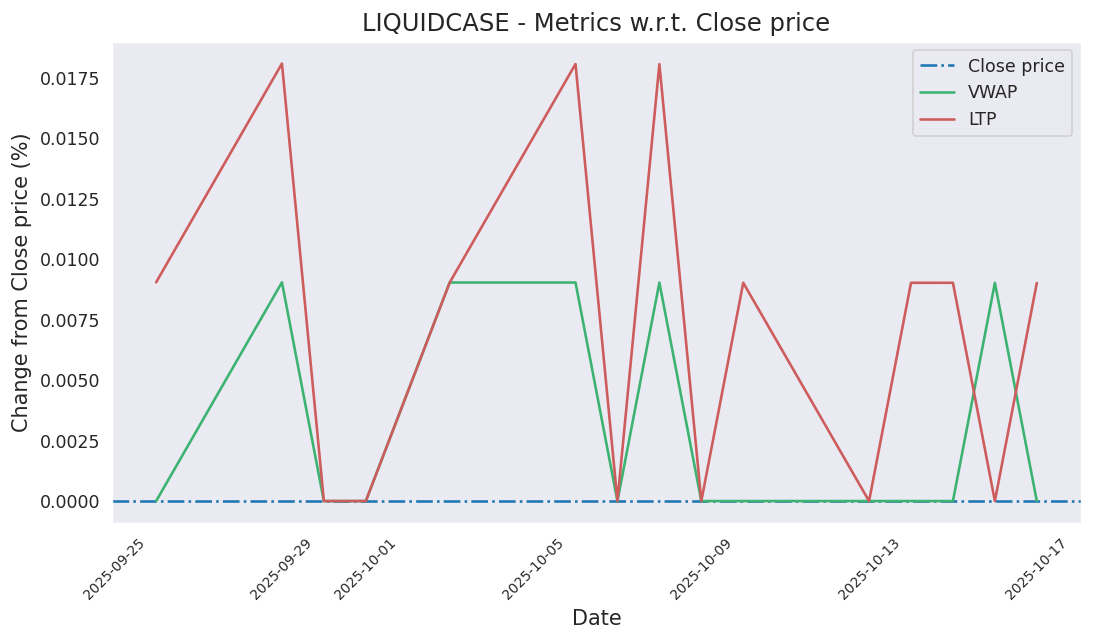 LIQUIDCASE - Metrics w.r.t. Close price
Close price
VWAP
LTP
Change from Close price (%)
0.0175
0.0150
0.0125
0.0100
0.0075
0.0050
0.0025
0.0000
2025-09-25
2025-09-29
2025-10-01
2025-10-05
2025-10-09
2025-10-13
2025-10-17
Date